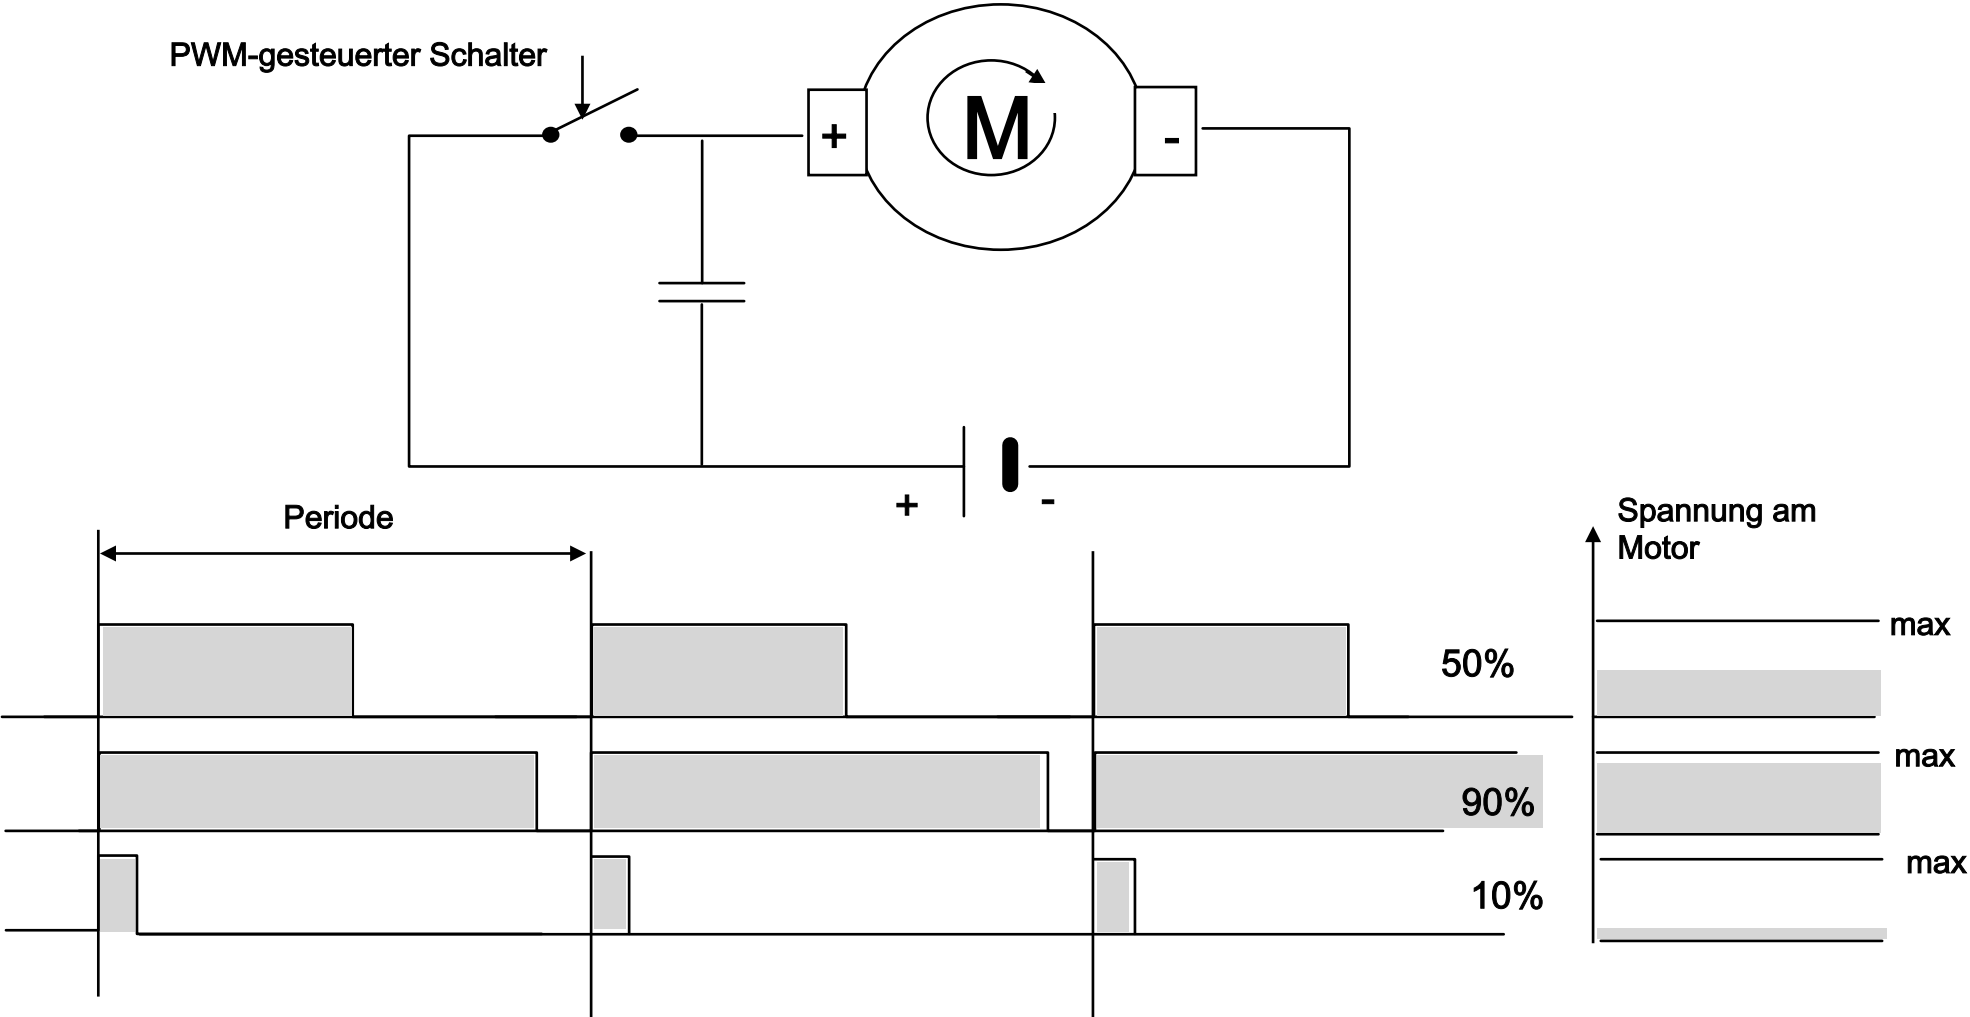 PWM-gesteuerter Schalter
+
M
-
+
-
Periode
Spannung am
Motor
max
50%
max
90%
max
10%